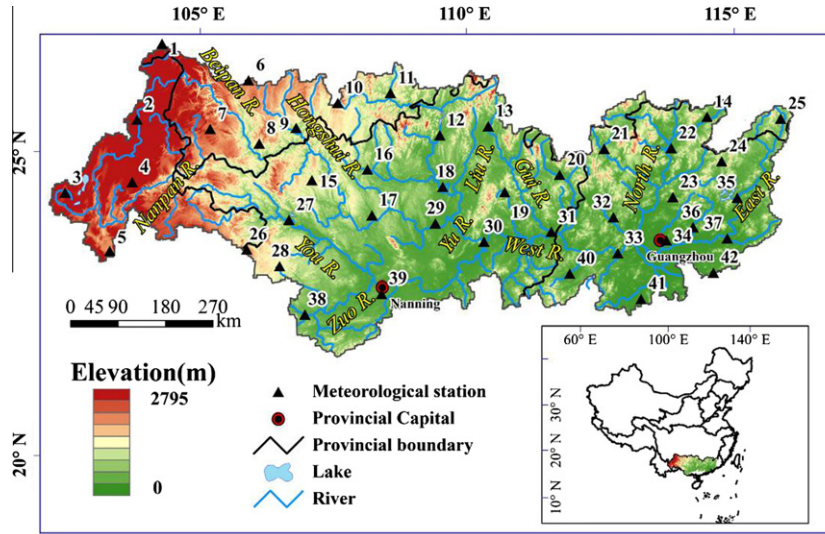 105° E
110° E
115° E
25° N
20° N
1
2
3
4
5
6
7
8
9
10
11
12
13
14
15
16
17
18
19
20
21
22
23
24
25
26
27
28
29
30
31
32
33
34
35
36
37
38
39
40
41
42
Beipan R.
Hongshui R.
Nanpan R.
Liu R.
Gui R.
North R.
East R.
You R.
Yu R.
West R.
Zuo R.
Guangzhou
Nanning
0 45 90 180 270
km
Elevation(m)
2795
0
Meteorological station
Provincial Capital
Provincial boundary
Lake
River
60° E
100° E
140° E
30° N
20° N
10° N